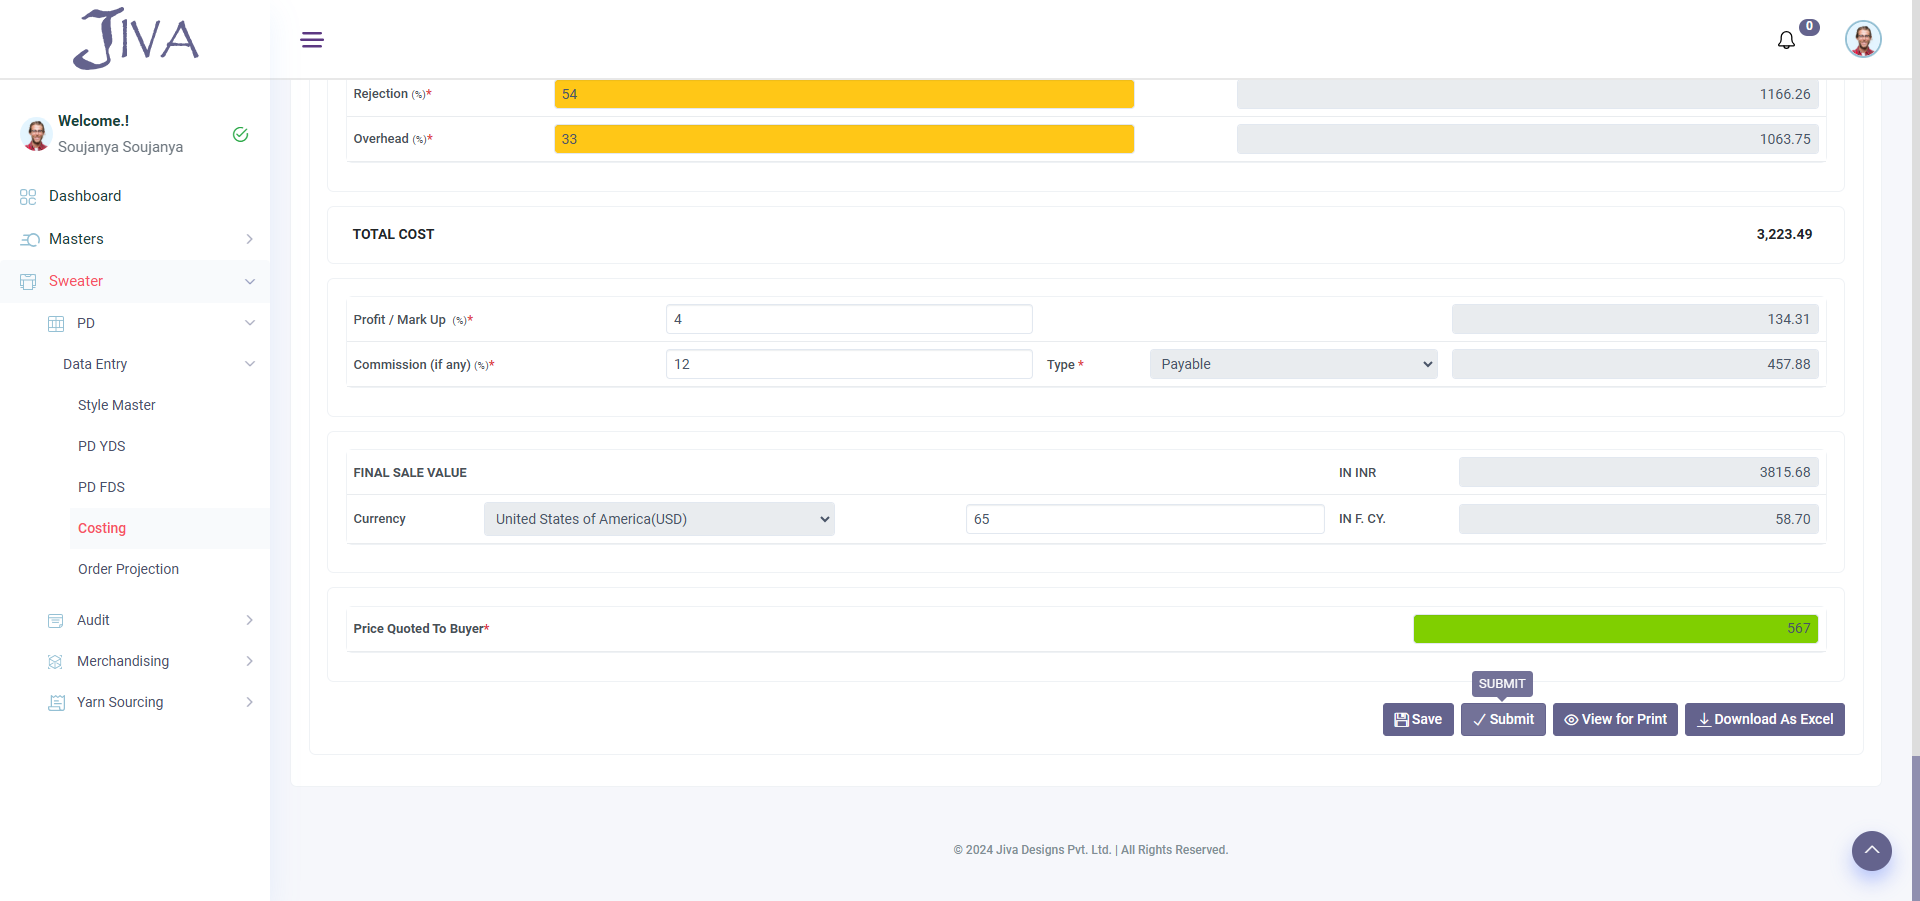 JIVA
0
Welcome.!
Soujanya Soujanya
Dashboard
Masters
Sweater
PD
Data Entry
Style Master
PD YDS
PD FDS
Costing
Order Projection
Audit
Merchandising
Yarn Sourcing
Rejection (%)* 54 1166.26
Overhead (%)* 33 1063.75
TOTAL COST 3,223.49
Profit / Mark Up (%)* 4 134.31
Commission (if any) (%)* 12 Type * Payable 457.88
FINAL SALE VALUE IN INR 3815.68
Currency United States of America(USD) 65 IN F. CY. 58.70
Price Quoted To Buyer* 567
SUBMIT
Save Submit View for Print Download As Excel
© 2024 Jiva Designs Pvt. Ltd. | All Rights Reserved.